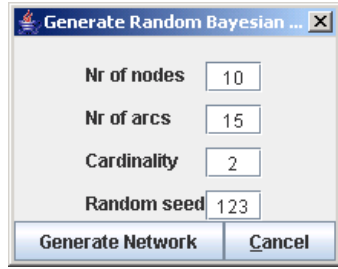 Generate Random Bayesian ...
Nr of nodes 10
Nr of arcs 15
Cardinality 2
Random seed 123
Generate Network Cancel